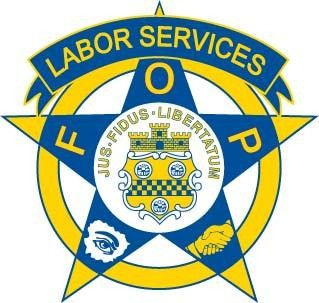 LABOR SERVICES
F O P
JUS·FIDUS·LIBERTATUM